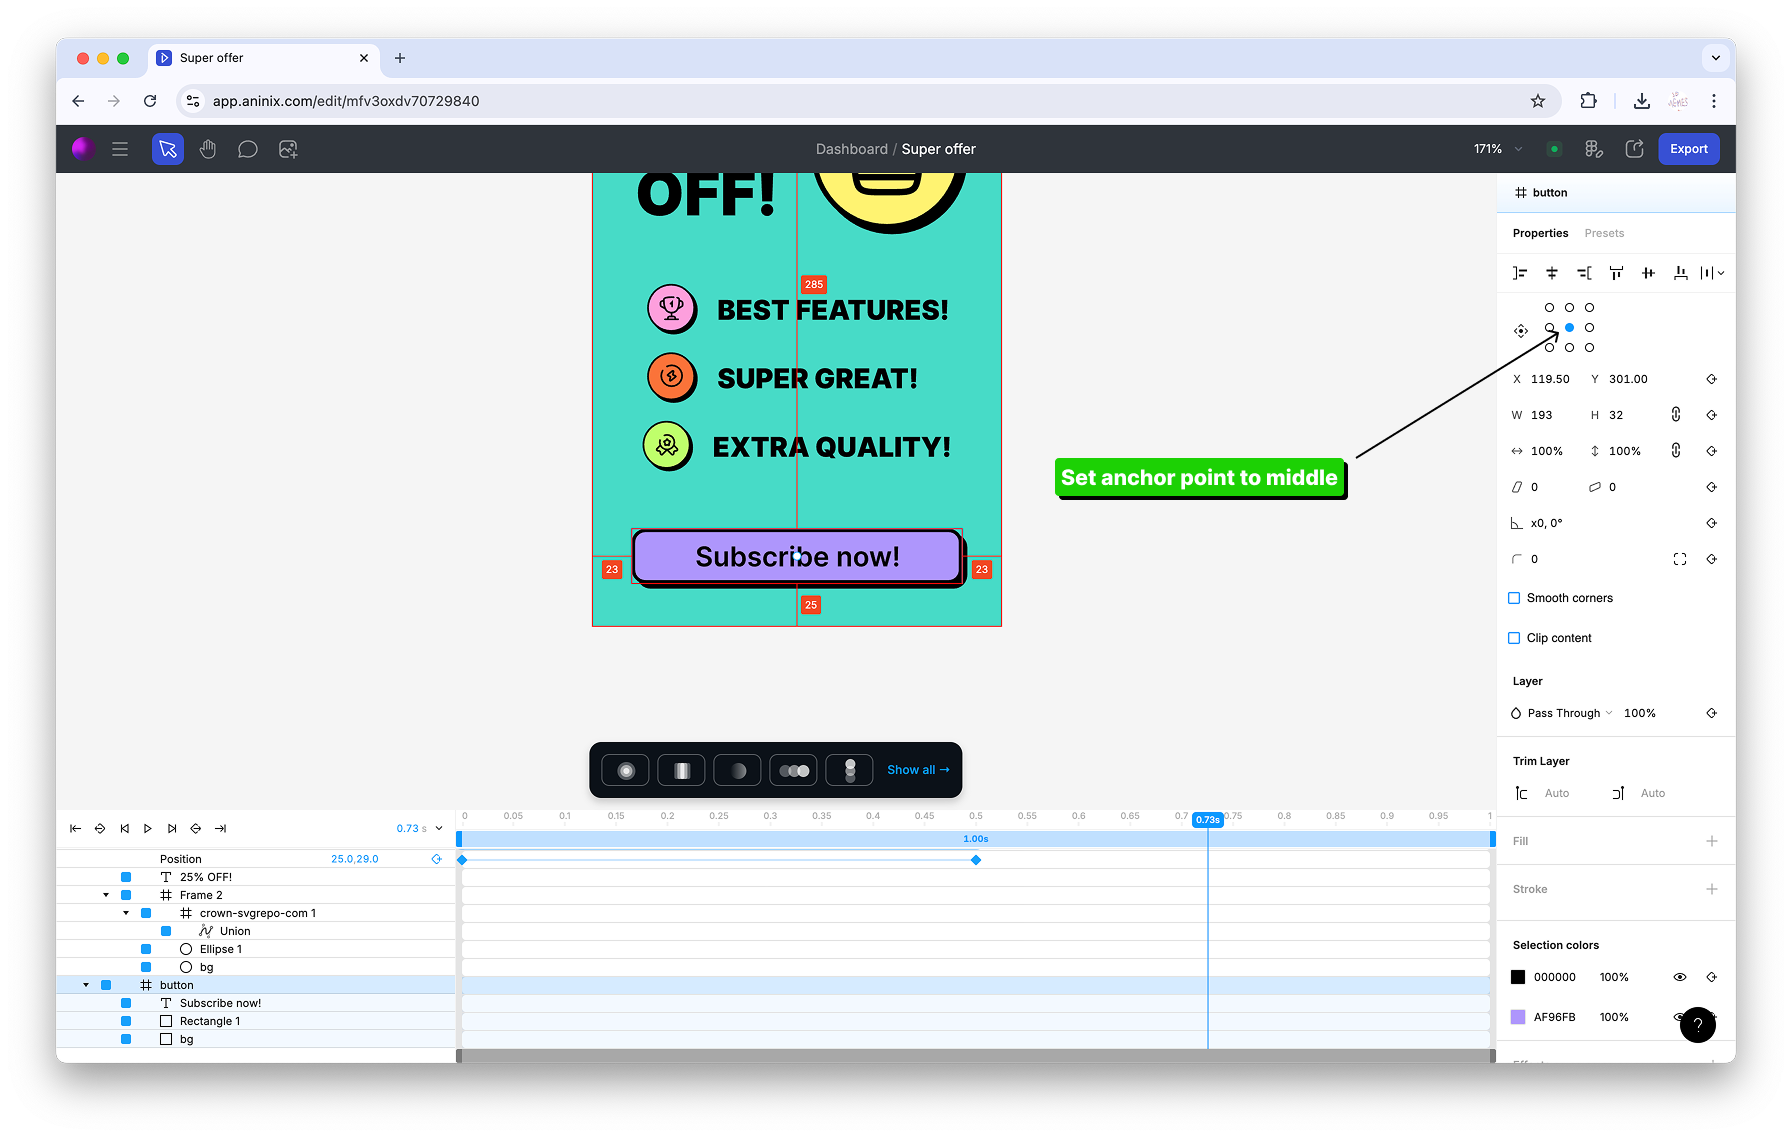 Super offer
app.aninix.com/edit/mfv3oxdv70729840
Dashboard / Super offer
171%
Export
OFF!
285
BEST FEATURES!
SUPER GREAT!
EXTRA QUALITY!
Subscribe now!
23
23
25
Set anchor point to middle
Show all →
button
Properties Presets
X 119.50 Y 301.00
W 193 H 32
100% 100%
0 0
x0, 0°
0
Smooth corners
Clip content
Layer
Pass Through 100%
Trim Layer
Auto Auto
Fill
Stroke
Selection colors
000000 100%
AF96FB 100%
?
0.73 s
0 0.05 0.1 0.15 0.2 0.25 0.3 0.35 0.4 0.45 0.5 0.55 0.6 0.65 0.7 0.73s 0.75 0.8 0.85 0.9 0.95 1
1.00s
Position 25.0,29.0
25% OFF!
Frame 2
crown-svgrepo-com 1
Union
Ellipse 1
bg
button
Subscribe now!
Rectangle 1
bg